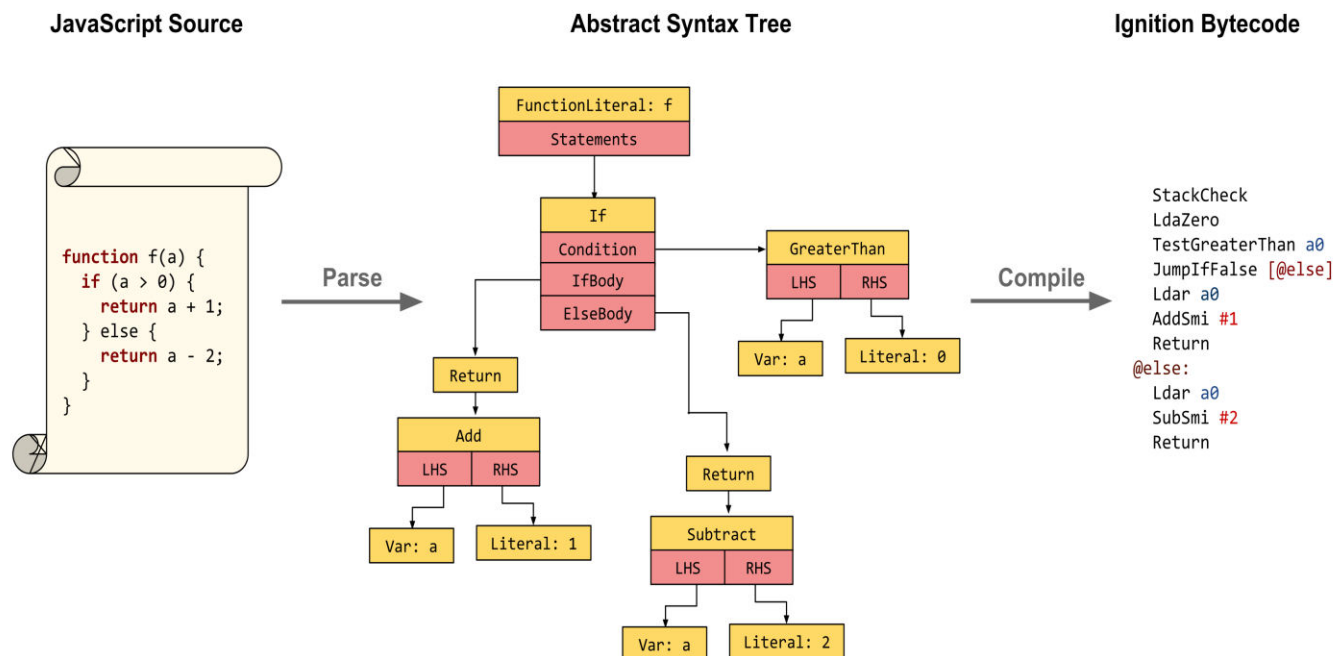 JavaScript Source
Abstract Syntax Tree
Ignition Bytecode
function f(a) {
if (a > 0) {
return a + 1;
} else {
return a - 2;
}
}
Parse
FunctionLiteral: f
Statements
If
Condition
IfBody
ElseBody
GreaterThan
LHS RHS
Var: a
Literal: 0
Return
Add
LHS RHS
Var: a
Literal: 1
Return
Subtract
LHS RHS
Var: a
Literal: 2
Compile
StackCheck
LdaZero
TestGreaterThan a0
JumpIfFalse [@else]
Ldar a0
AddSmi #1
Return
@else:
Ldar a0
SubSmi #2
Return